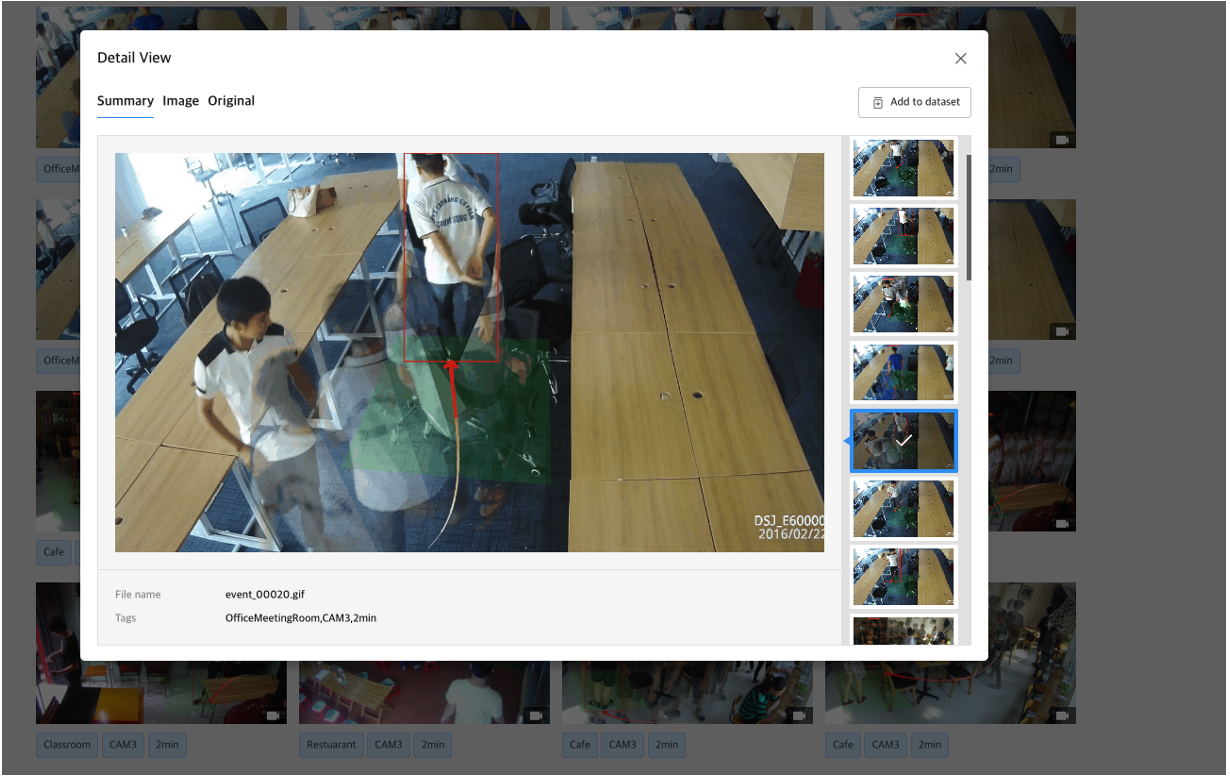 Detail View
Summary Image Original
Add to dataset
OfficeM
2min
OfficeM
2min
DSJ_E60000
2016/02/22
File name event_00020.gif
Tags OfficeMeetingRoom,CAM3,2min
Cafe
Classroom CAM3 2min
Restuarant CAM3 2min
Cafe CAM3 2min
Cafe CAM3 2min